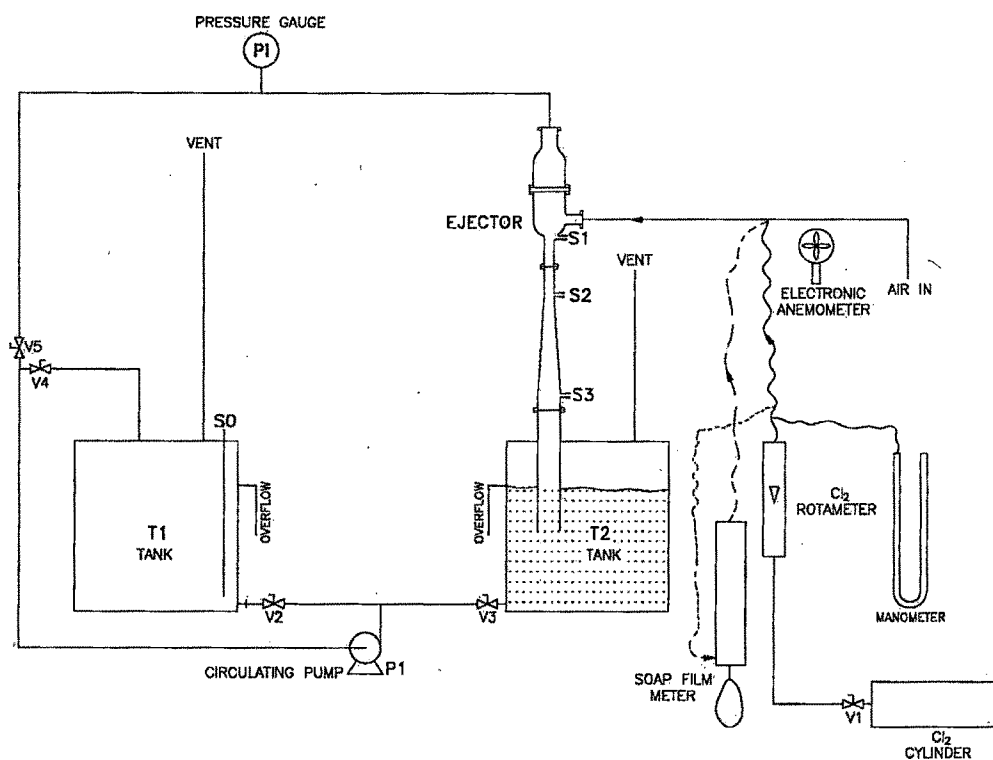 PRESSURE GAUGE
PI
VENT
EJECTOR
S1
S2
S3
VENT
ELECTRONIC
ANEMOMETER
AIR IN
V5
V4
S0
OVERFLOW
T1
TANK
OVERFLOW
T2
TANK
Cl2
ROTAMETER
MANOMETER
V2
V3
CIRCULATING PUMP
P1
SOAP FILM
METER
V1
Cl2
CYLINDER